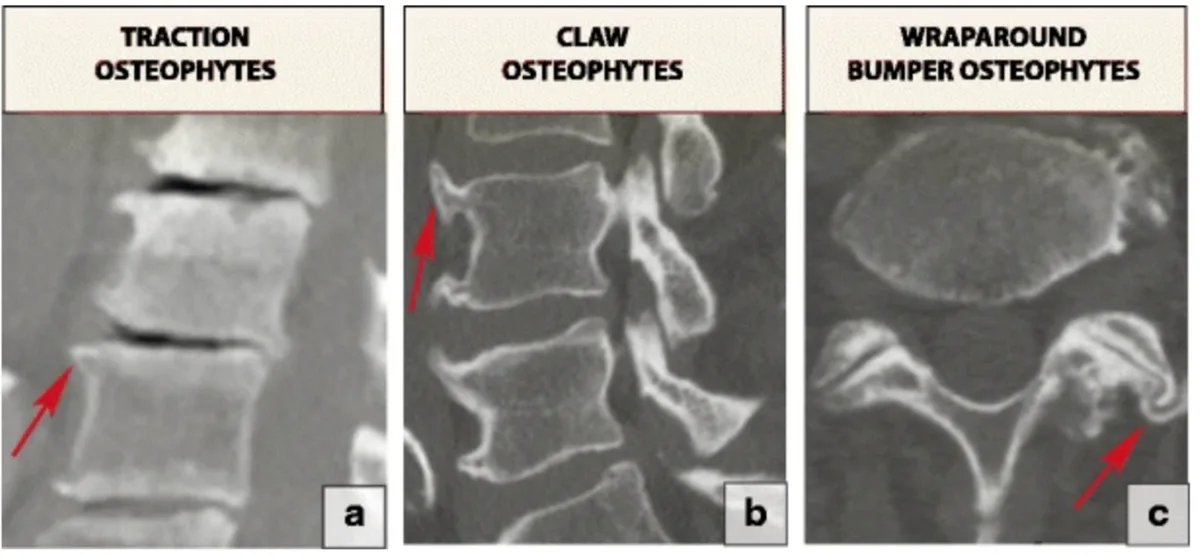 TRACTION
OSTEOPHYTES
CLAW
OSTEOPHYTES
WRAPAROUND
BUMPER OSTEOPHYTES
a
b
c